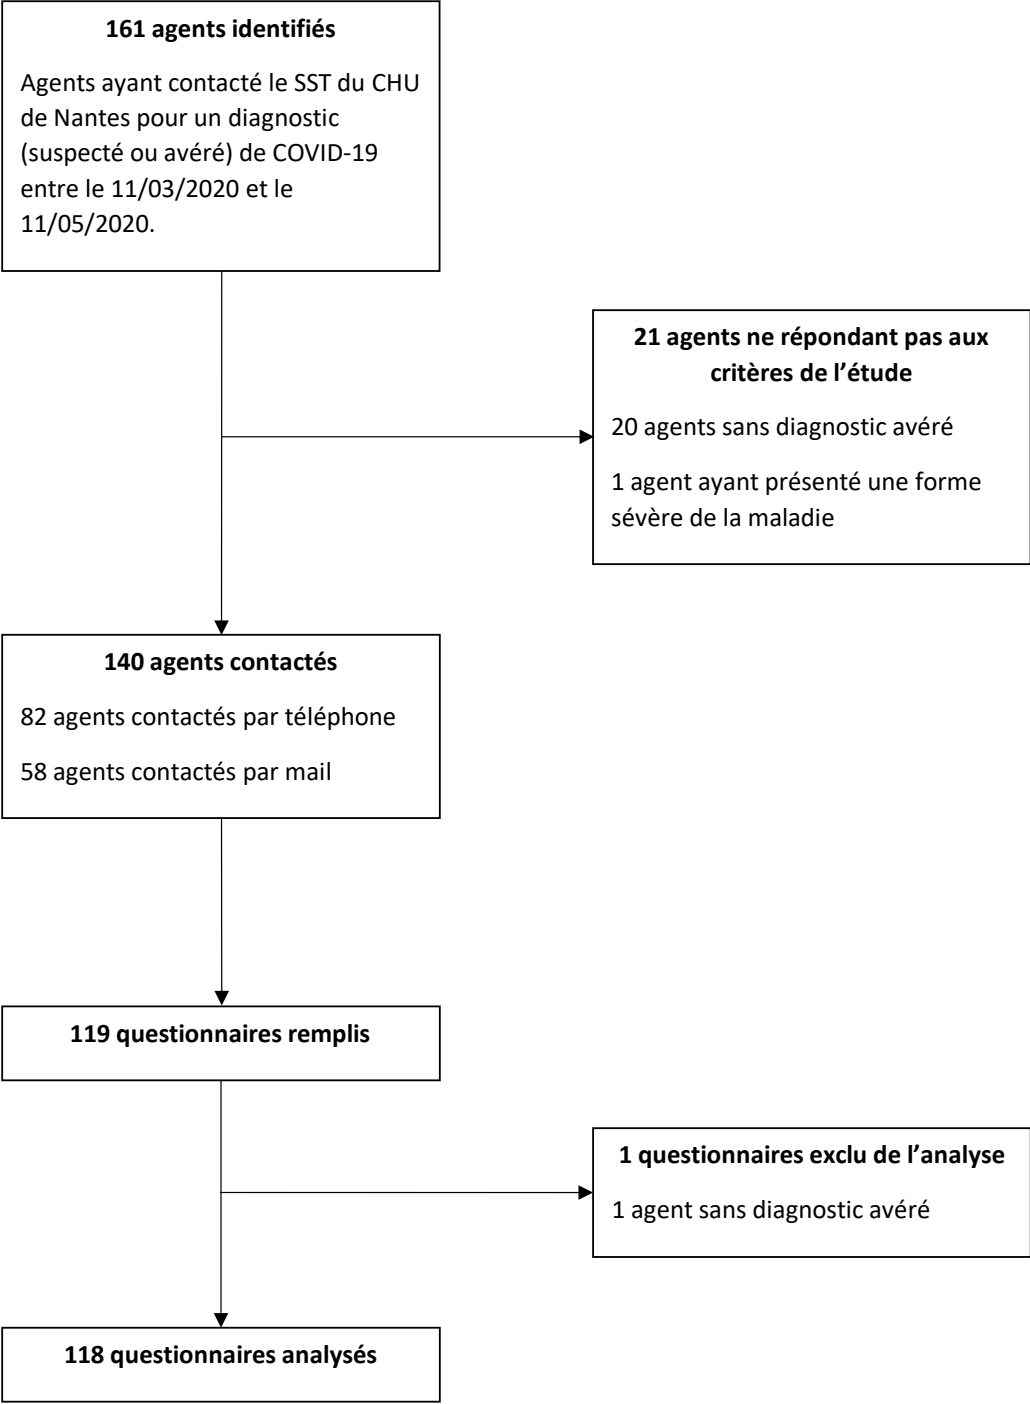 161 agents identifiés
Agents ayant contacté le SST du CHU
de Nantes pour un diagnostic
(suspecté ou avéré) de COVID-19
entre le 11/03/2020 et le
11/05/2020.
21 agents ne répondant pas aux
critères de l’étude
20 agents sans diagnostic avéré
1 agent ayant présenté une forme
sévère de la maladie
140 agents contactés
82 agents contactés par téléphone
58 agents contactés par mail
119 questionnaires remplis
1 questionnaires exclu de l’analyse
1 agent sans diagnostic avéré
118 questionnaires analysés